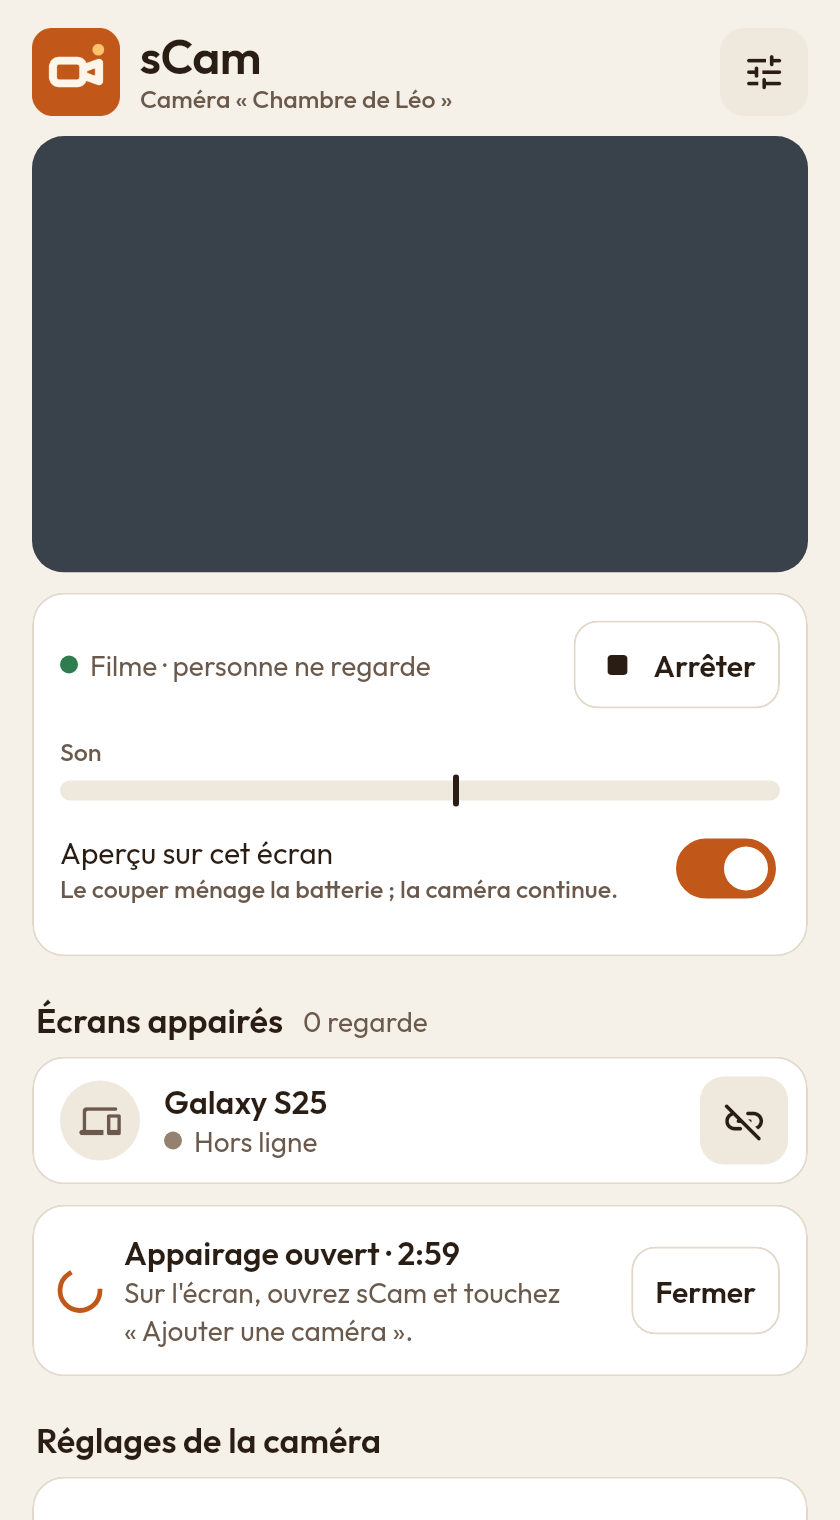 sCam
Caméra « Chambre de Léo »
Filme · personne ne regarde
Arrêter
Son
Aperçu sur cet écran
Le couper ménage la batterie ; la caméra continue.
Écrans appairés 0 regarde
Galaxy S25
Hors ligne
Appairage ouvert · 2:59
Sur l'écran, ouvrez sCam et touchez
« Ajouter une caméra ».
Fermer
Réglages de la caméra